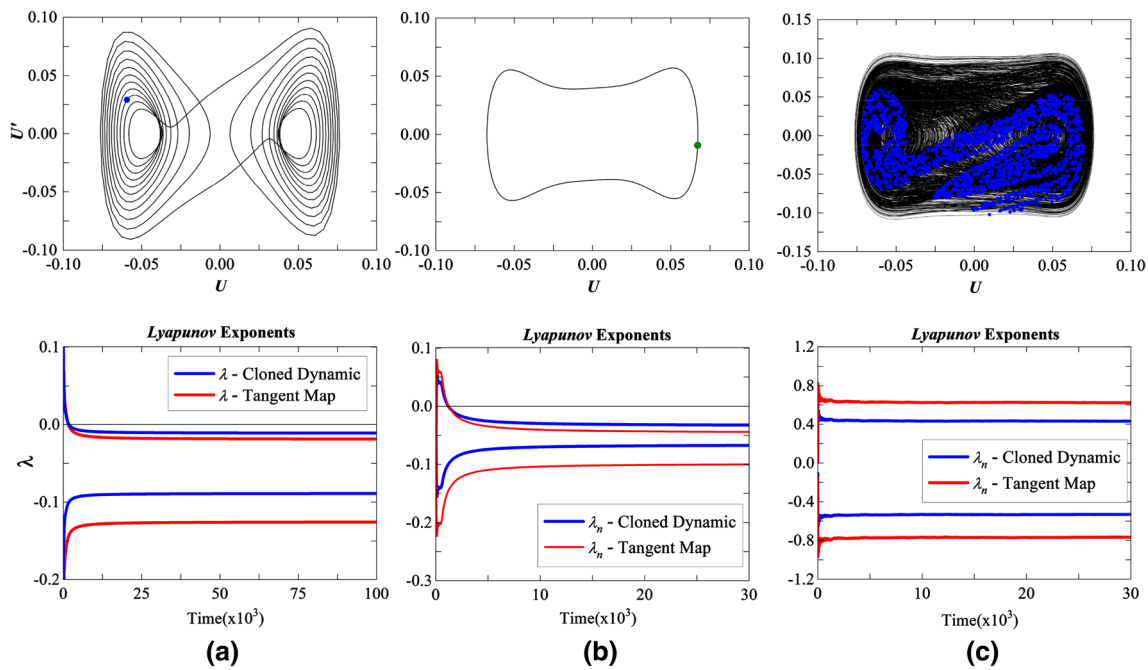 0.10
0.05
0.00
-0.05
-0.10
U'
-0.10 -0.05 0.00 0.05 0.10
U
0.10
0.05
0.00
-0.05
-0.10
-0.10 -0.05 0.00 0.05 0.10
U
0.15
0.10
0.05
0.00
-0.05
-0.10
-0.15
-0.10 -0.05 0.00 0.05 0.10
U
Lyapunov Exponents
0.1
0.0
-0.1
-0.2
λ
λ - Cloned Dynamic
λ - Tangent Map
0 25 50 75 100
Time(x10³)
(a)
Lyapunov Exponents
0.1
0.0
-0.1
-0.2
-0.3
λₙ - Cloned Dynamic
λₙ - Tangent Map
0 5 10 15 20 25 30
Time(x10³)
(b)
Lyapunov Exponents
1.2
0.8
0.4
0.0
-0.4
-0.8
-1.2
λₙ - Cloned Dynamic
λₙ - Tangent Map
0 5 10 15 20 25 30
Time(x10³)
(c)